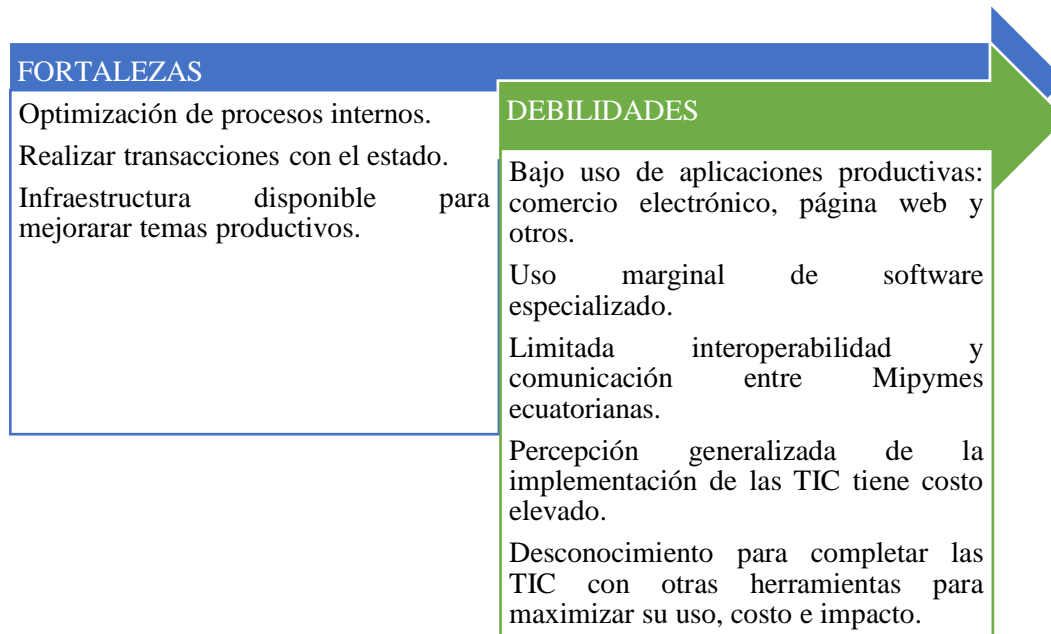 FORTALEZAS
Optimización de procesos internos.
Realizar transacciones con el estado.
Infraestructura disponible para
mejorarar temas productivos.
DEBILIDADES
Bajo uso de aplicaciones productivas:
comercio electrónico, página web y
otros.
Uso marginal de software
especializado.
Limitada interoperabilidad y
comunicación entre Mipymes
ecuatorianas.
Percepción generalizada de la
implementación de las TIC tiene costo
elevado.
Desconocimiento para completar las
TIC con otras herramientas para
maximizar su uso, costo e impacto.